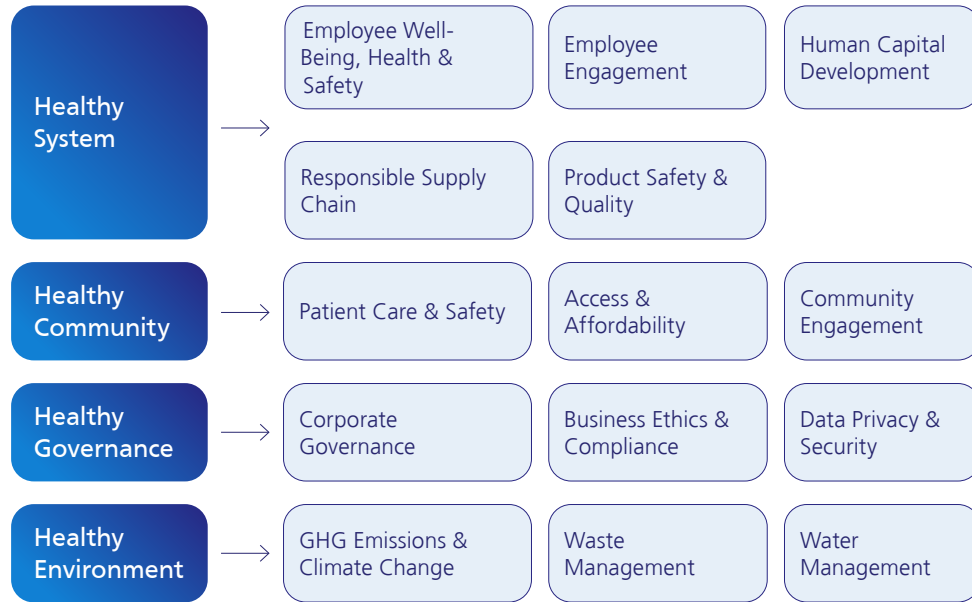 Healthy
System
Employee Well-
Being, Health &
Safety
Employee
Engagement
Human Capital
Development
Responsible Supply
Chain
Product Safety &
Quality
Healthy
Community
Patient Care & Safety
Access &
Affordability
Community
Engagement
Healthy
Governance
Corporate
Governance
Business Ethics &
Compliance
Data Privacy &
Security
Healthy
Environment
GHG Emissions &
Climate Change
Waste
Management
Water
Management